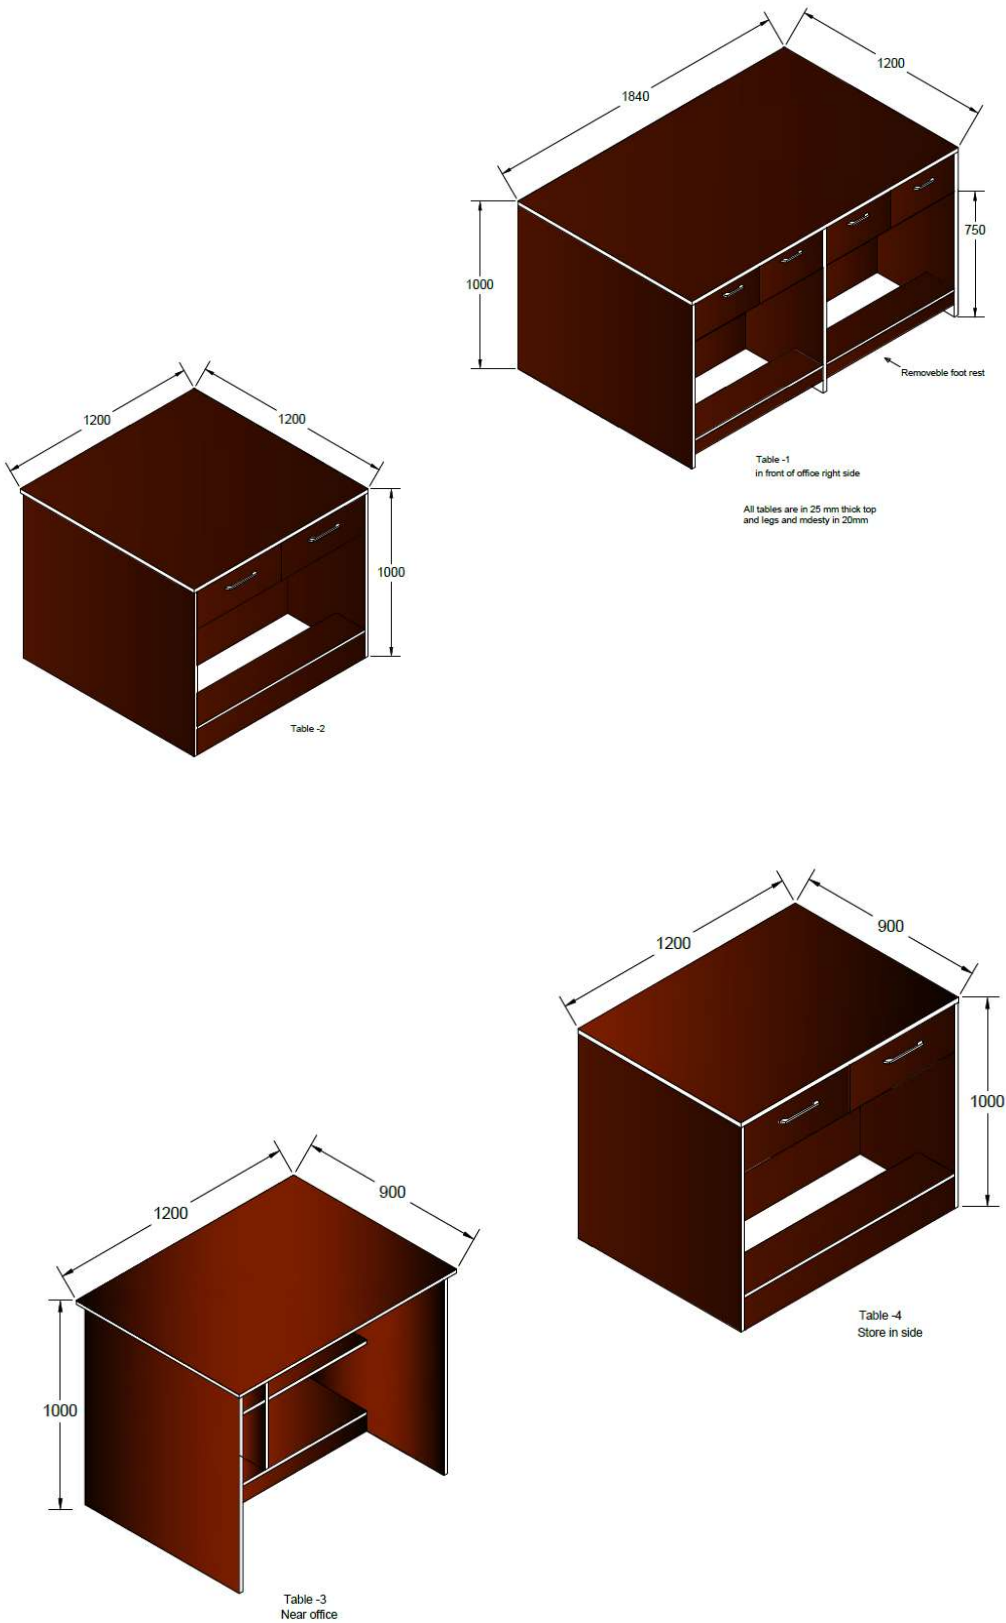 1840
1200
1000
750
Removeble foot rest
Table -1
in front of office right side
All tables are in 25 mm thick top
and legs and mdesty in 20mm
1200
1200
1000
Table -2
1200
900
1000
Table -4
Store in side
1200
900
1000
Table -3
Near office